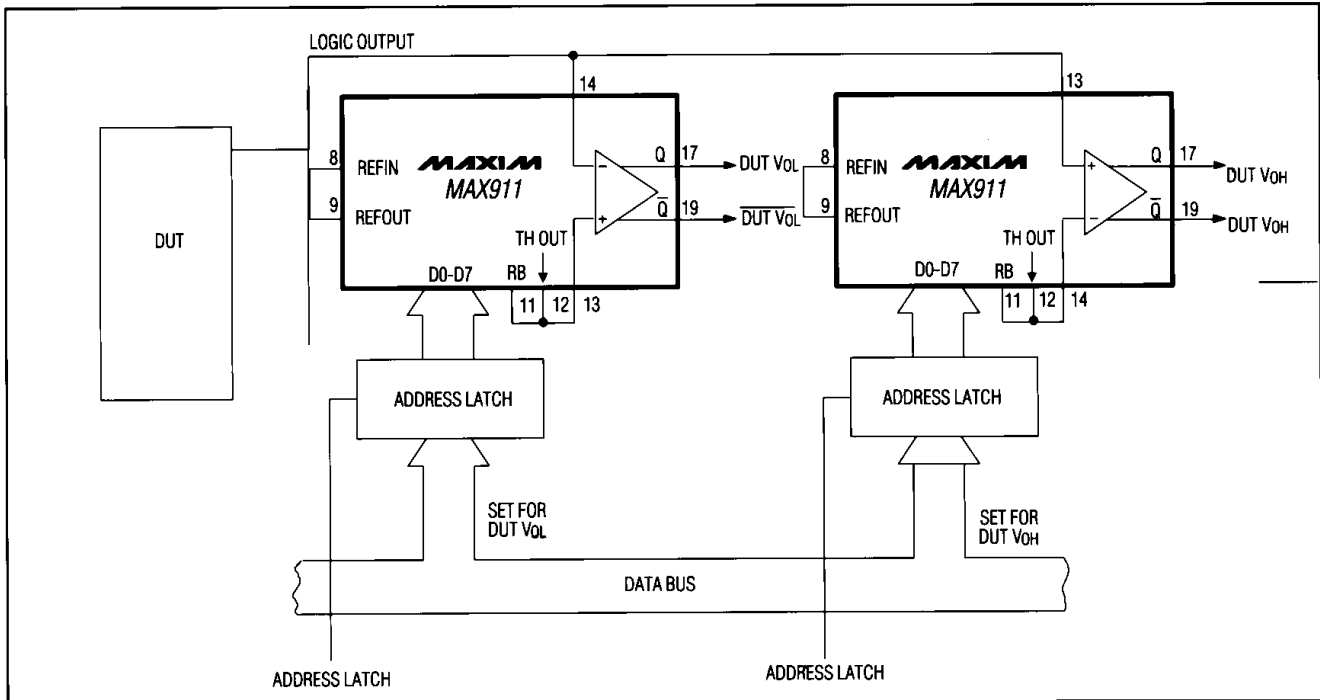 LOGIC OUTPUT
14
13
8
REFIN
MAXIM
MAX911
Q
17
DUT VOL
9
REFOUT
Q̅
19
D̅U̅T̅ V̅O̅L̅
TH OUT
D0-D7
RB
11
12
13
8
REFIN
MAXIM
MAX911
Q
17
DUT VOH
9
REFOUT
Q̅
19
DUT VOH
TH OUT
D0-D7
RB
11
12
14
DUT
ADDRESS LATCH
ADDRESS LATCH
SET FOR
DUT VOL
SET FOR
DUT VOH
DATA BUS
ADDRESS LATCH
ADDRESS LATCH